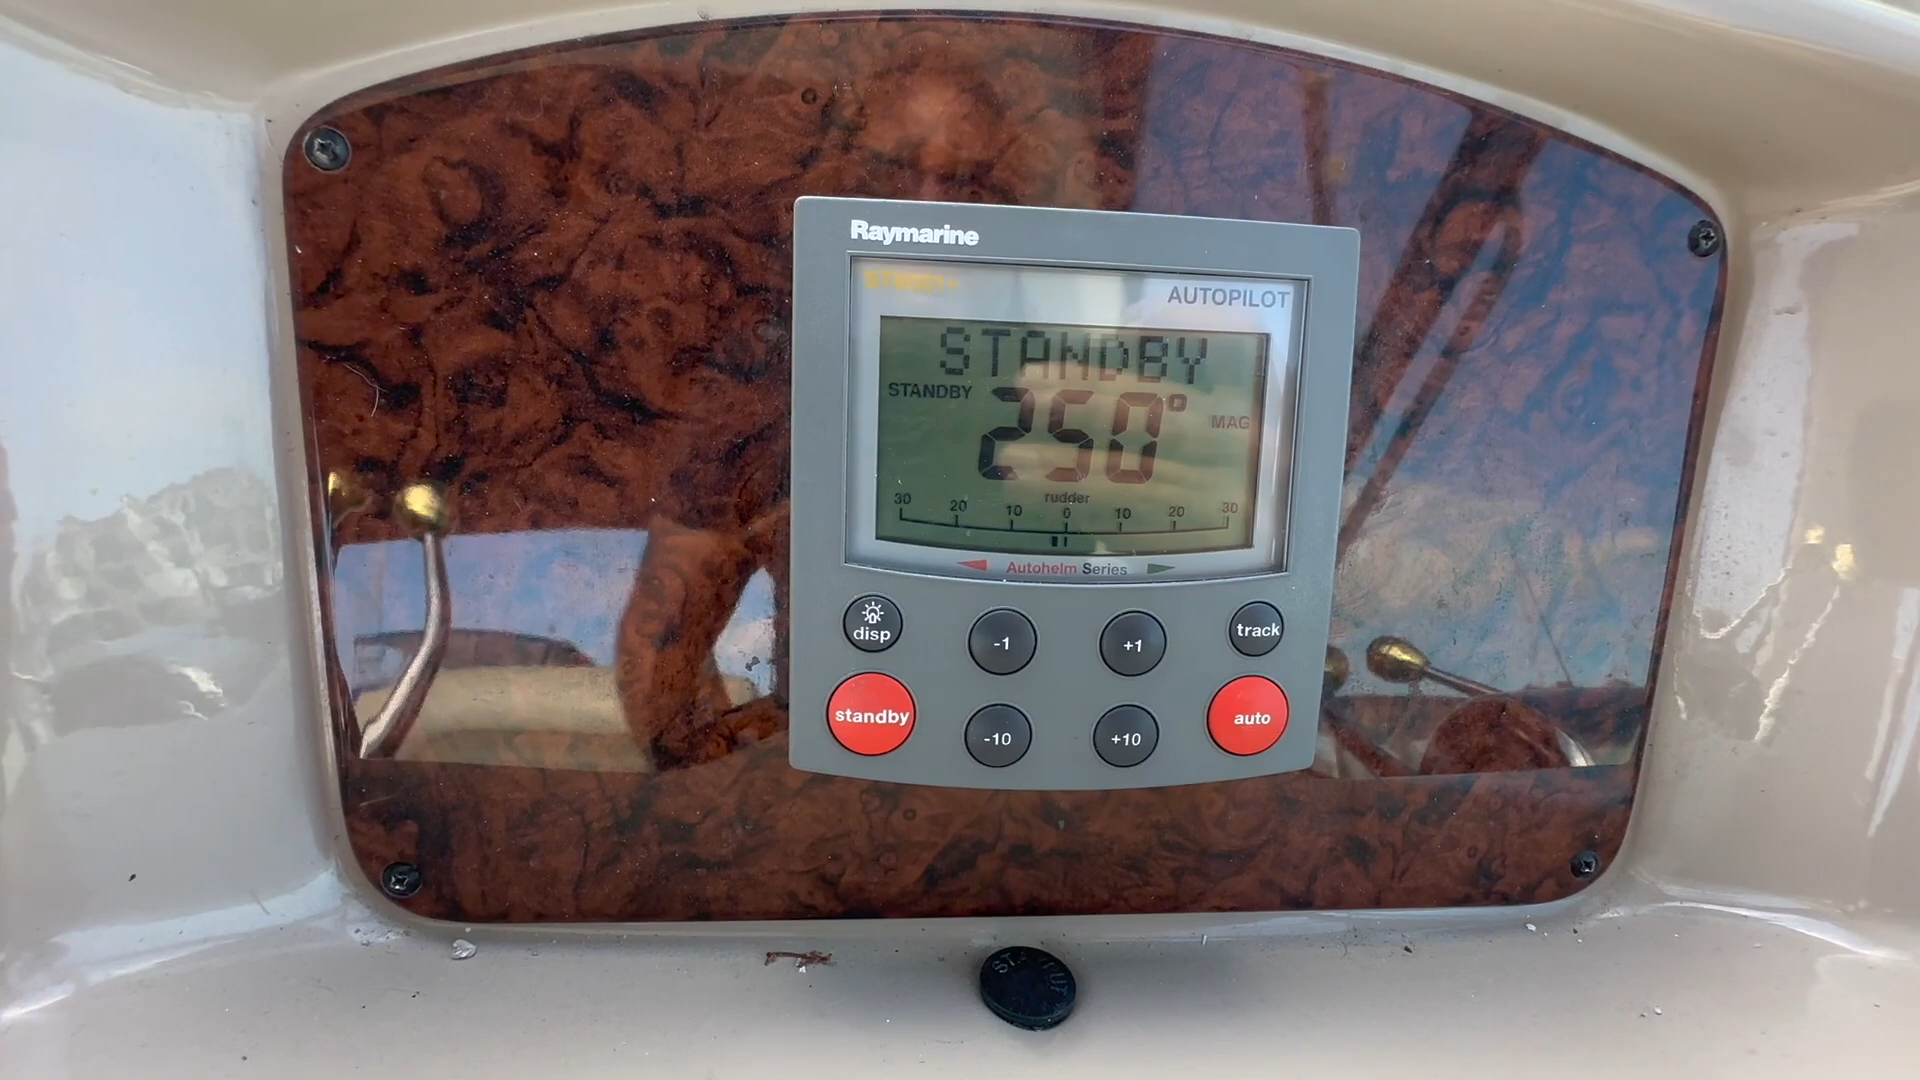 Raymarine
AUTOPILOT
STANDBY
STANDBY
250°
MAG
rudder
30 20 10 0 10 20 30
Autohelm Series
disp
-1
+1
track
standby
-10
+10
auto